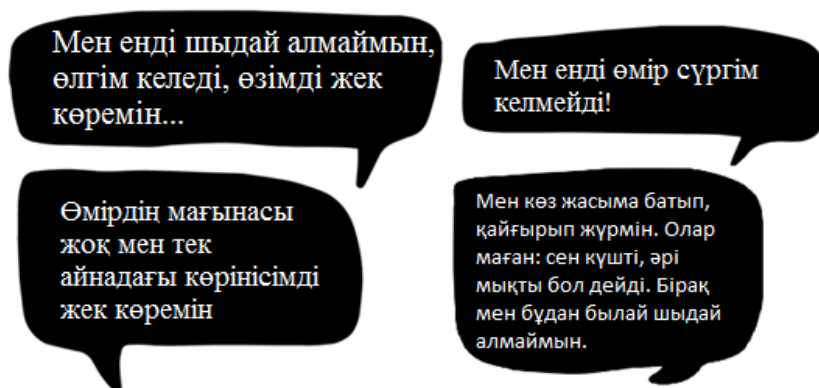 Мен енді шыдай алмаймын,
өлгім келеді, өзімді жек
көремін...
Мен енді өмір сүргім
келмейді!
Өмірдің мағынасы
жоқ мен тек
айнадағы көрінісімді
жек көремін
Мен көз жасыма батып,
қайғырып жүрмін. Олар
маған: сен күшті, әрі
мықты бол дейді. Бірақ
мен бұдан былай шыдай
алмаймын.